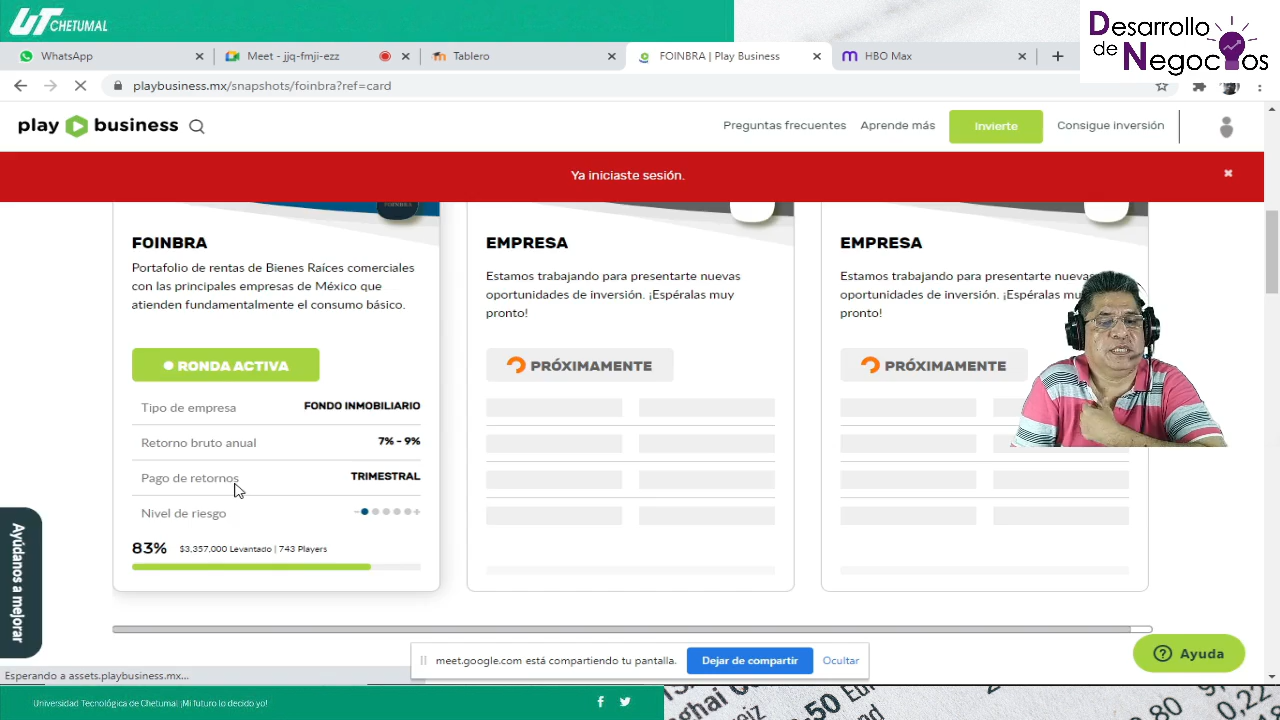 UT CHETUMAL
Desarrollo
de
Negocios
WhatsApp
Meet - jjq-fmji-ezz
Tablero
FOINBRA | Play Business
HBO Max
playbusiness.mx/snapshots/foinbra?ref=card
play business
Preguntas frecuentes
Aprende más
Invierte
Consigue inversión
Ya iniciaste sesión.
FOINBRA
Portafolio de rentas de Bienes Raíces comerciales
con las principales empresas de México que
atienden fundamentalmente el consumo básico.
RONDA ACTIVA
Tipo de empresa FONDO INMOBILIARIO
Retorno bruto anual 7% - 9%
Pago de retornos TRIMESTRAL
Nivel de riesgo
83% $3,357,000 Levantado | 743 Players
EMPRESA
Estamos trabajando para presentarte nuevas
oportunidades de inversión. ¡Espéralas muy
pronto!
PRÓXIMAMENTE
EMPRESA
Estamos trabajando para presentarte nuevas
oportunidades de inversión. ¡Espéralas mu
pronto!
PRÓXIMAMENTE
Ayúdanos a mejorar
meet.google.com está compartiendo tu pantalla.
Dejar de compartir
Ocultar
Ayuda
Esperando a assets.playbusiness.mx...
Universidad Tecnológica de Chetumal ¡Mi futuro lo decido yo!
50 Eu
0,22